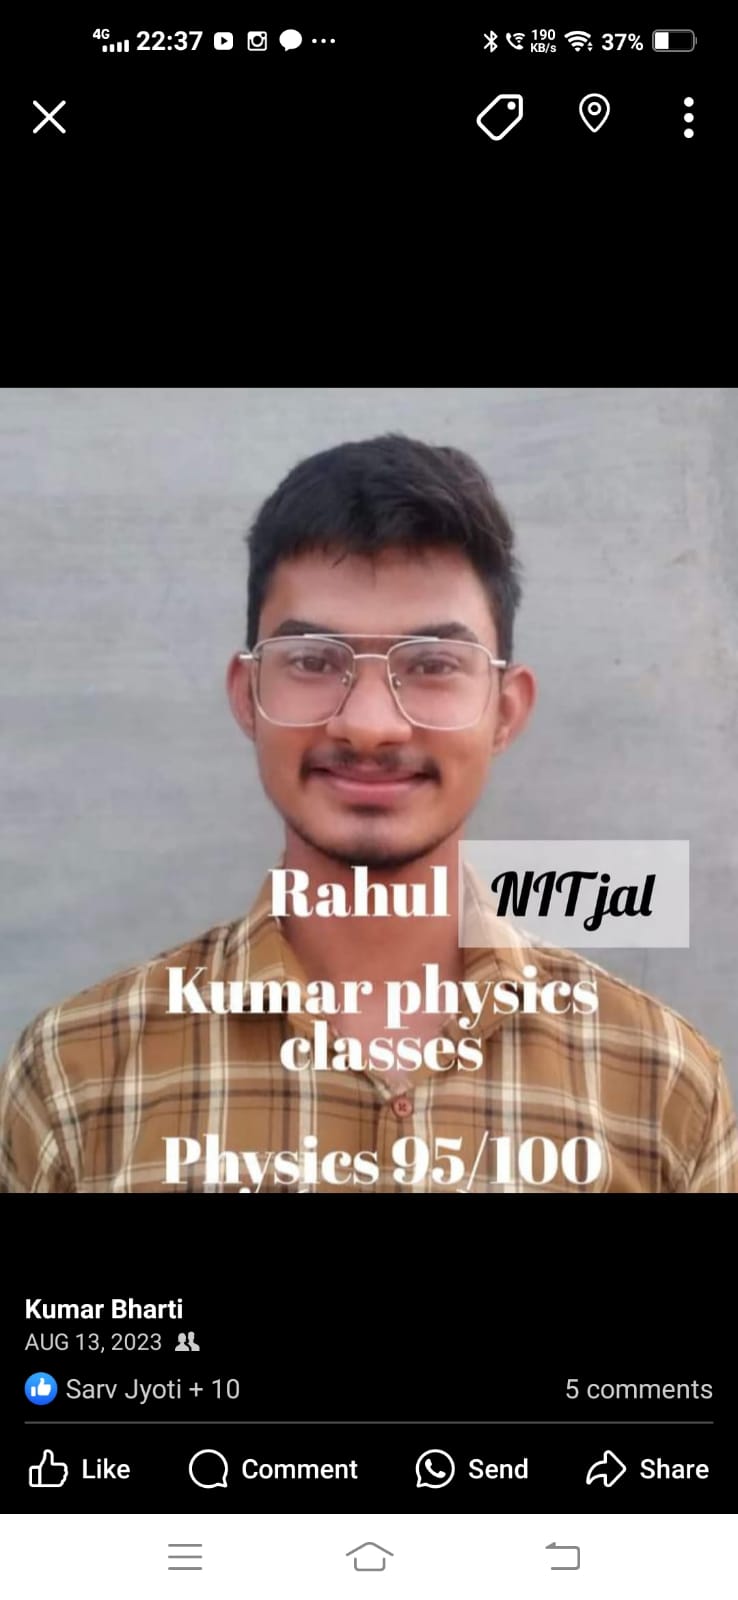 4G 22:37 190 KB/s 37%
Rahul NITjal
Kumar physics
classes
Physics 95/100
Kumar Bharti
AUG 13, 2023
Sarv Jyoti + 10 5 comments
Like Comment Send Share